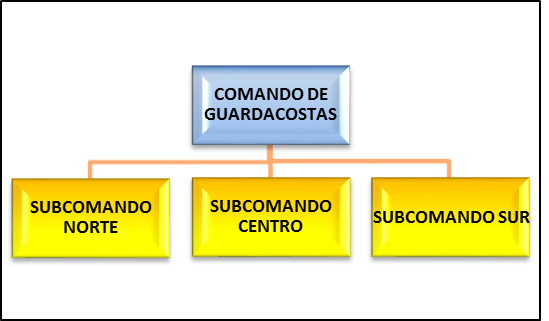 COMANDO DE
GUARDACOSTAS
SUBCOMANDO
NORTE
SUBCOMANDO
CENTRO
SUBCOMANDO SUR